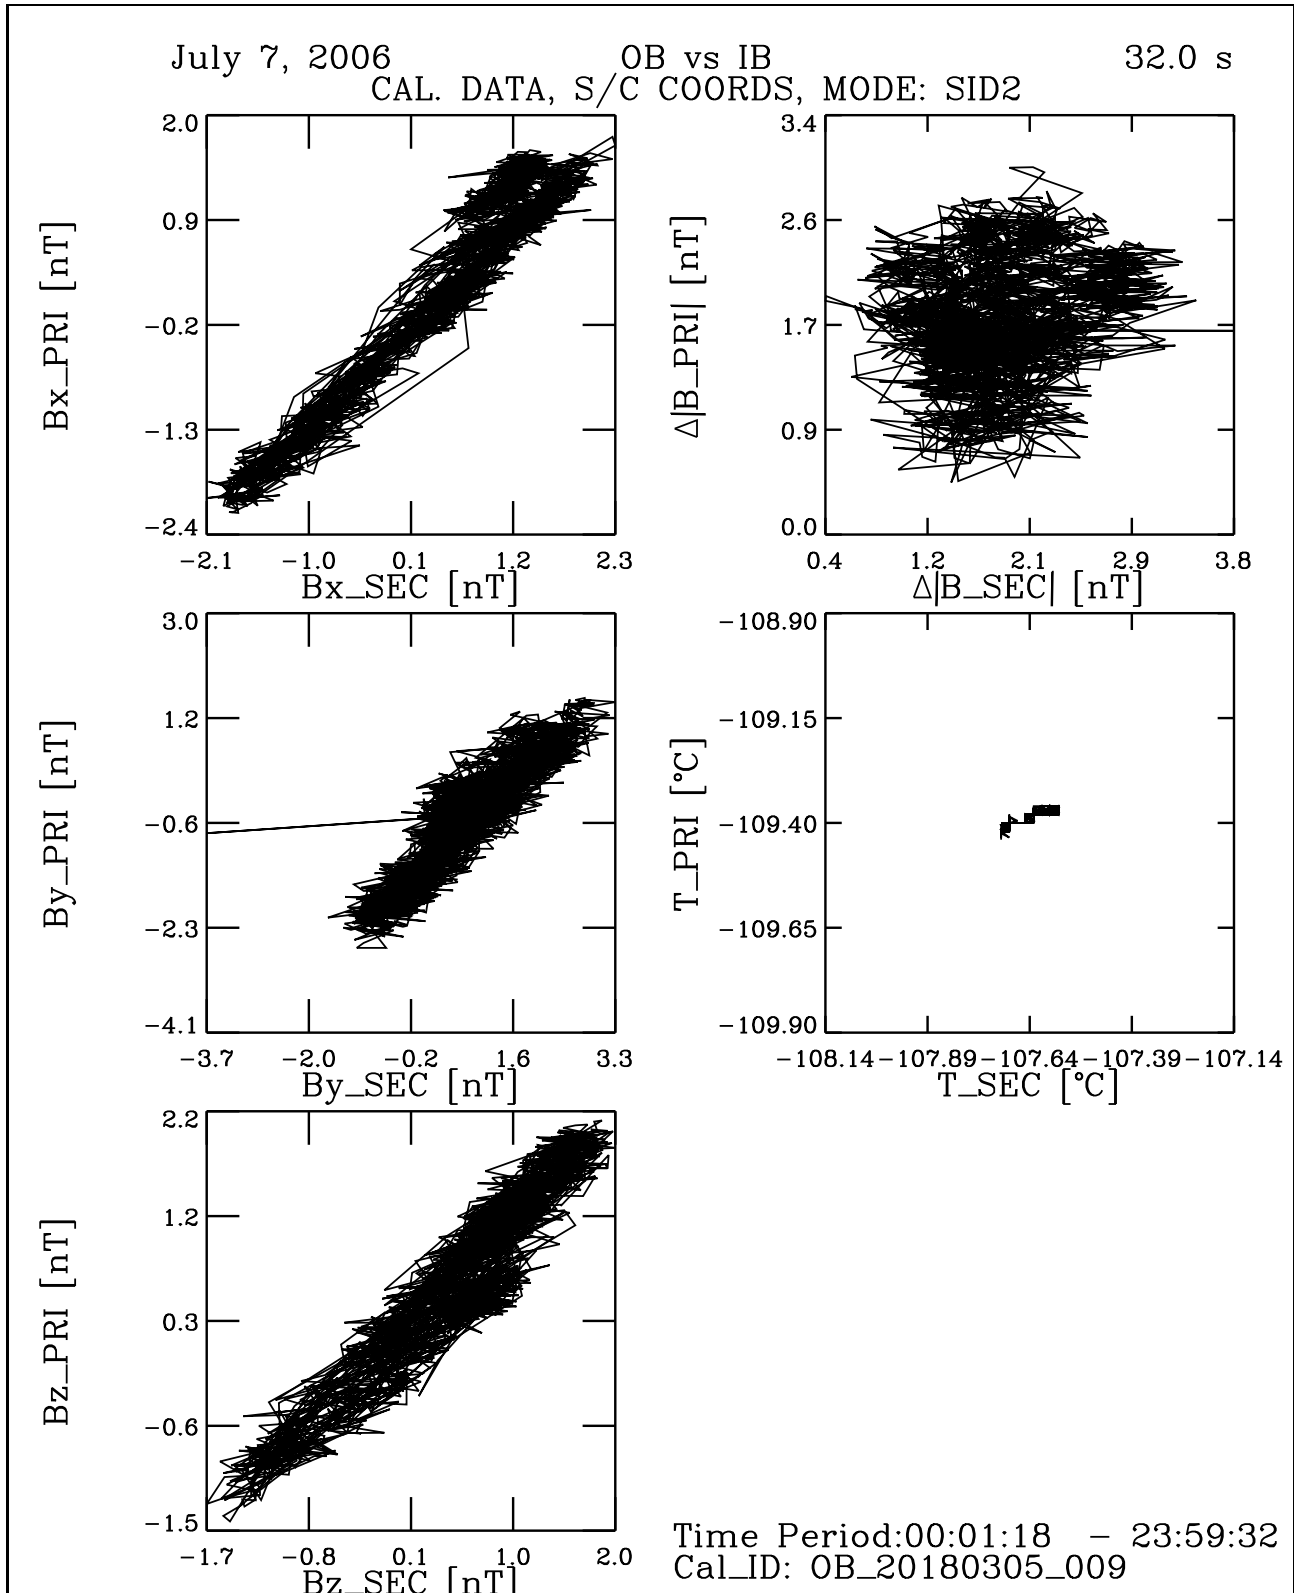 July 7, 2006 OB vs IB 32.0 s
CAL. DATA, S/C COORDS, MODE: SID2
2.0
0.9
-0.2
-1.3
-2.4
Bx_PRI [nT]
-2.1 -1.0 0.1 1.2 2.3
Bx_SEC [nT]
3.4
2.6
1.7
0.9
0.0
Δ|B_PRI| [nT]
0.4 1.2 2.1 2.9 3.8
Δ|B_SEC| [nT]
3.0
1.2
-0.6
-2.3
-4.1
By_PRI [nT]
-3.7 -2.0 -0.2 1.6 3.3
By_SEC [nT]
-108.90
-109.15
-109.40
-109.65
-109.90
T_PRI [°C]
-108.14 -107.89 -107.64 -107.39 -107.14
T_SEC [°C]
2.2
1.2
0.3
-0.6
-1.5
Bz_PRI [nT]
-1.7 -0.8 0.1 1.0 2.0
Bz_SEC [nT]
Time Period:00:01:18 - 23:59:32
Cal_ID: OB_20180305_009